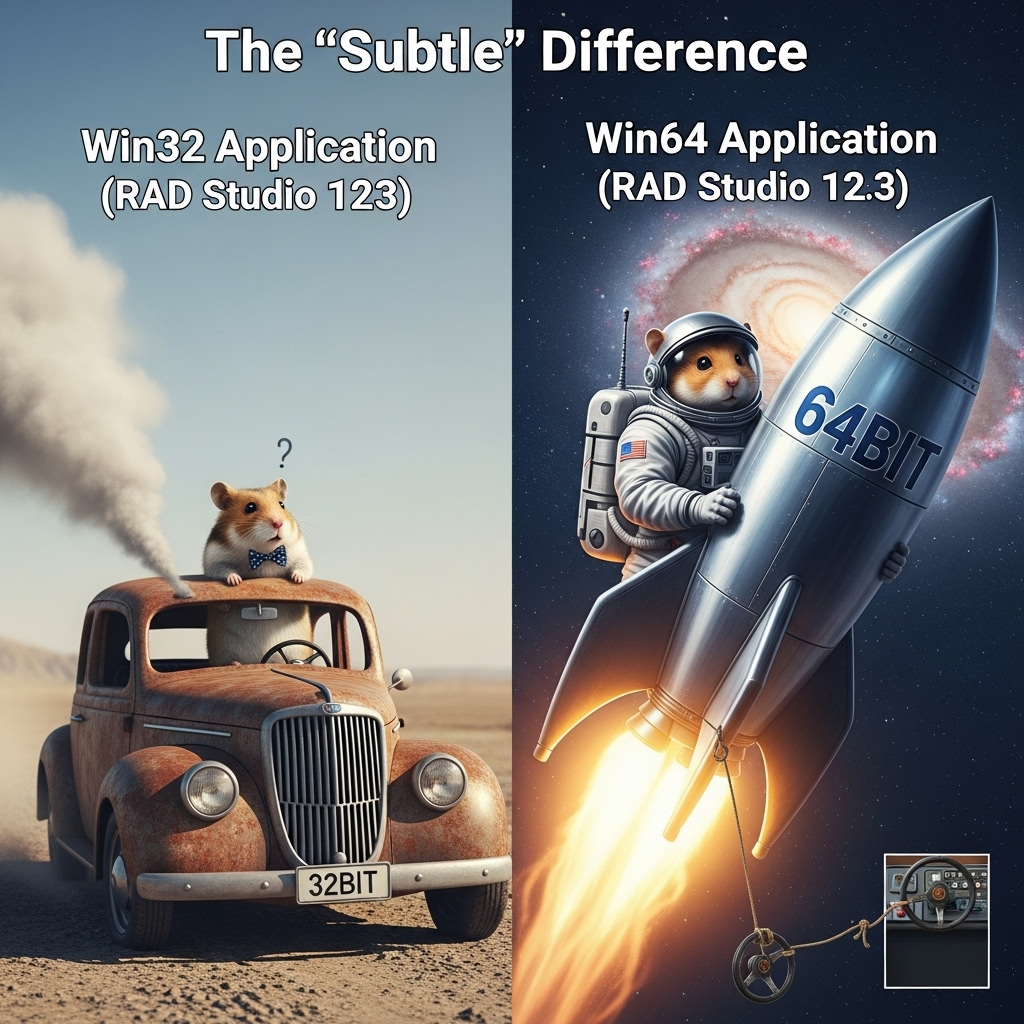 The “Subtle” Difference
Win32 Application
(RAD Studio 123)
Win64 Application
(RAD Studio 12.3)
?
64BIT
32BIT